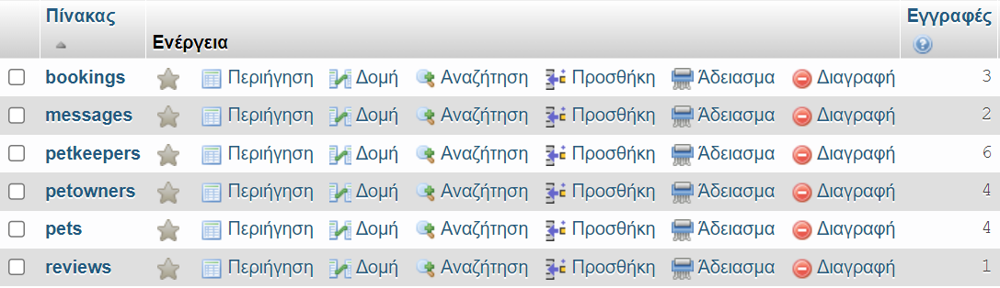 Πίνακας Ενέργεια Εγγραφές
bookings Περιήγηση Δομή Αναζήτηση Προσθήκη Άδειασμα Διαγραφή 3
messages Περιήγηση Δομή Αναζήτηση Προσθήκη Άδειασμα Διαγραφή 2
petkeepers Περιήγηση Δομή Αναζήτηση Προσθήκη Άδειασμα Διαγραφή 6
petowners Περιήγηση Δομή Αναζήτηση Προσθήκη Άδειασμα Διαγραφή 4
pets Περιήγηση Δομή Αναζήτηση Προσθήκη Άδειασμα Διαγραφή 4
reviews Περιήγηση Δομή Αναζήτηση Προσθήκη Άδειασμα Διαγραφή 1